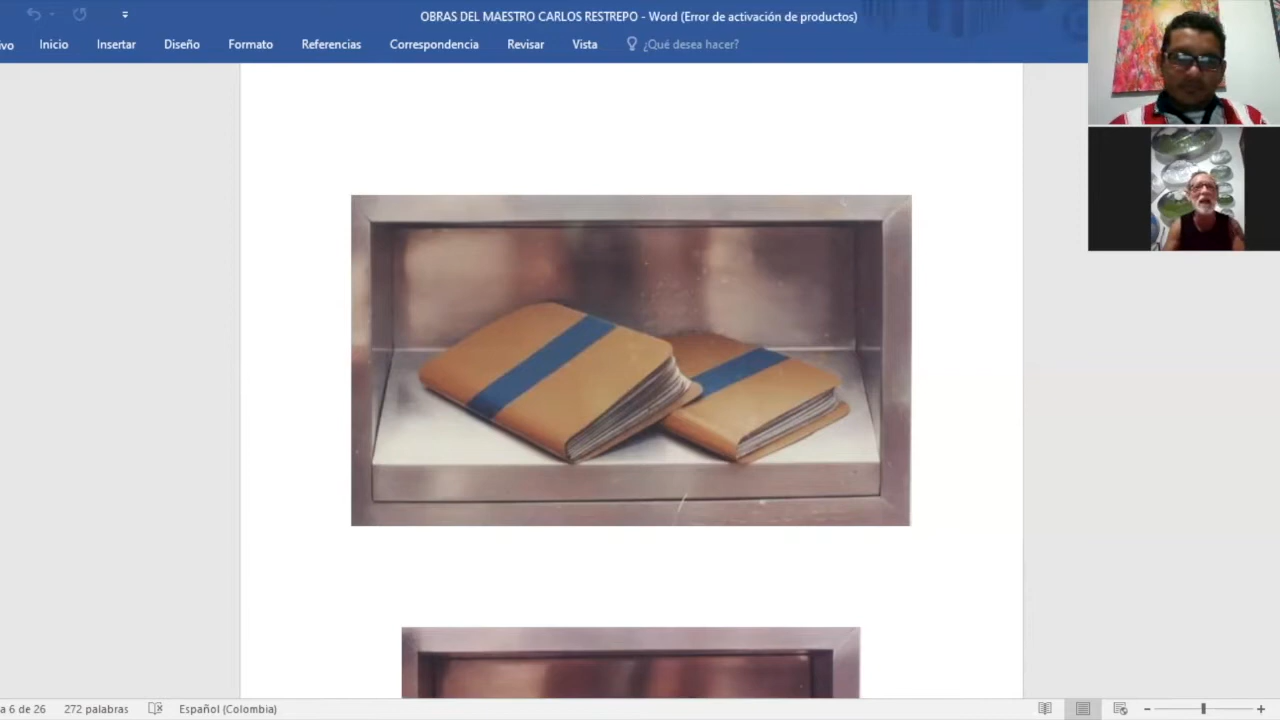 OBRAS DEL MAESTRO CARLOS RESTREPO - Word (Error de activación de productos)
ivo Inicio Insertar Diseño Formato Referencias Correspondencia Revisar Vista ¿Qué desea hacer?
a 6 de 26 272 palabras Español (Colombia)